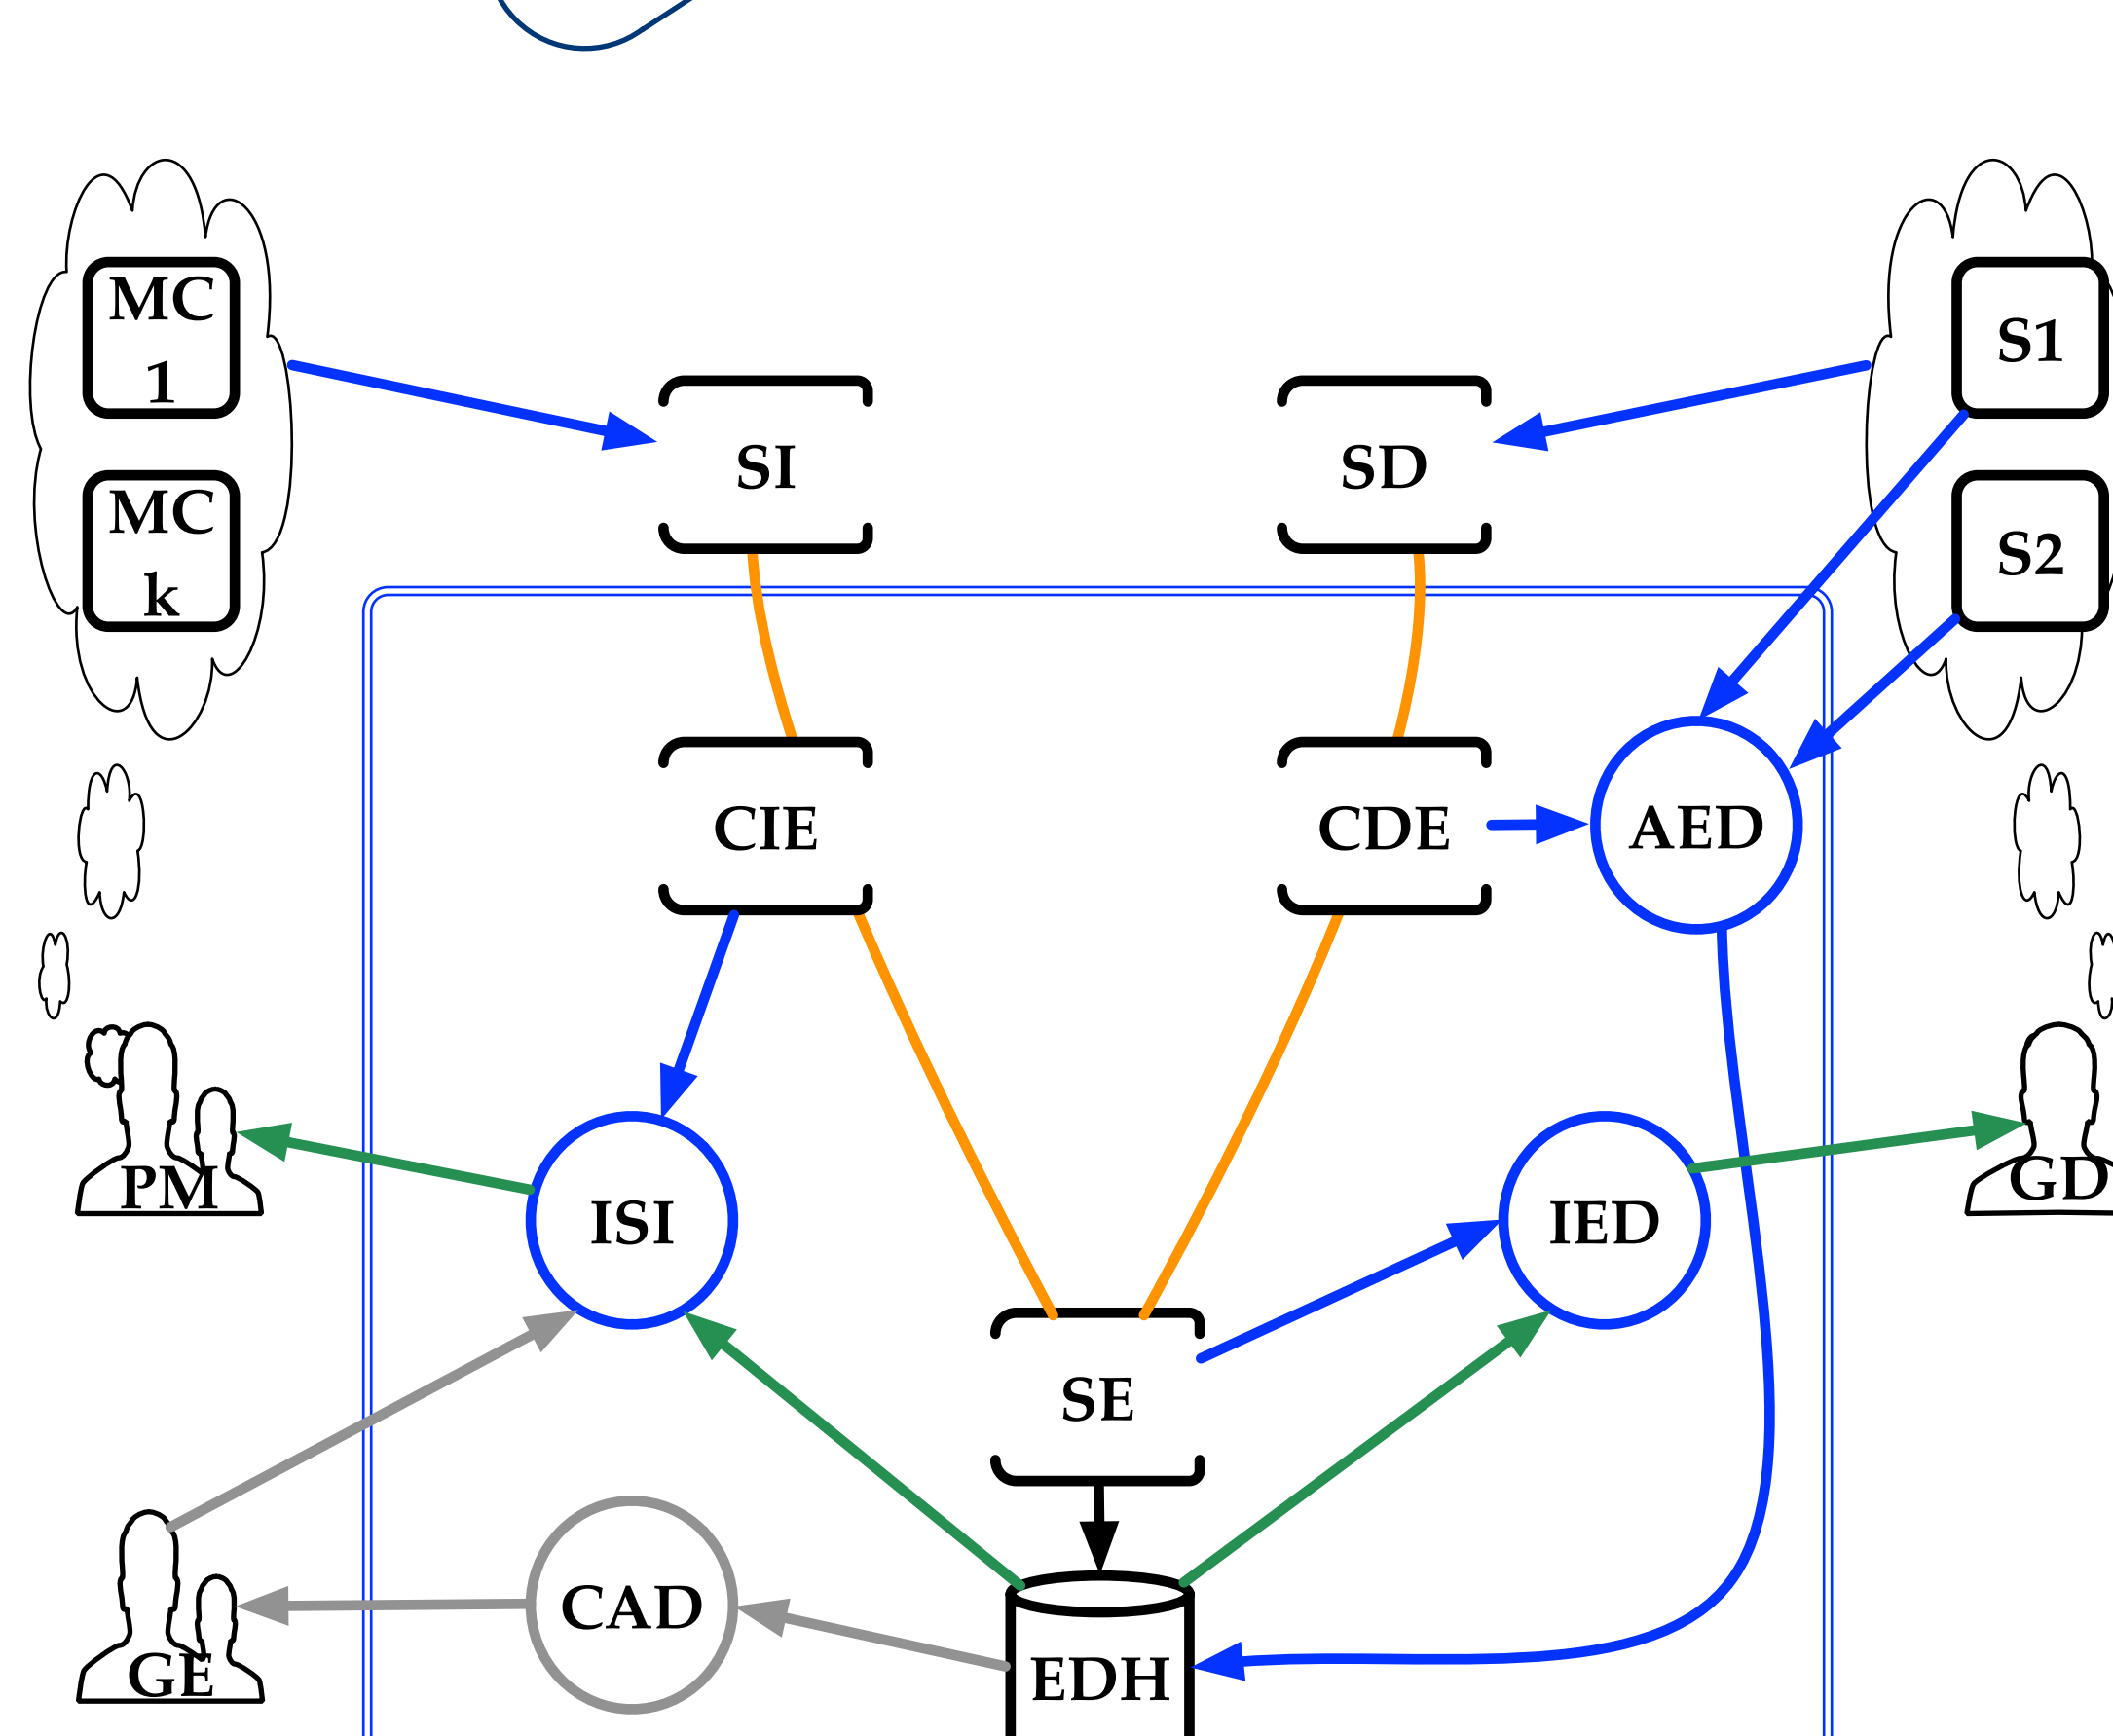 MC
1
MC
k
SI
SD
S1
S2
CIE
CDE
AED
PM
ISI
IED
GD
SE
GE
CAD
EDH